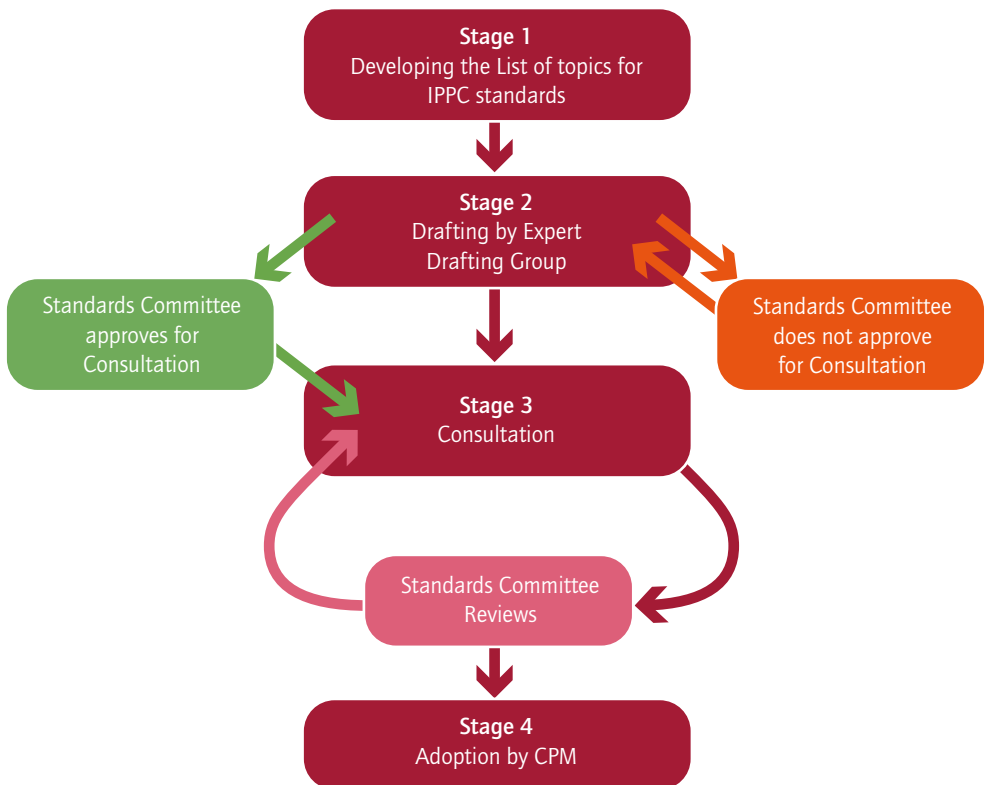 Stage 1
Developing the List of topics for
IPPC standards
Stage 2
Drafting by Expert
Drafting Group
Standards Committee
approves for
Consultation
Standards Committee
does not approve
for Consultation
Stage 3
Consultation
Standards Committee
Reviews
Stage 4
Adoption by CPM